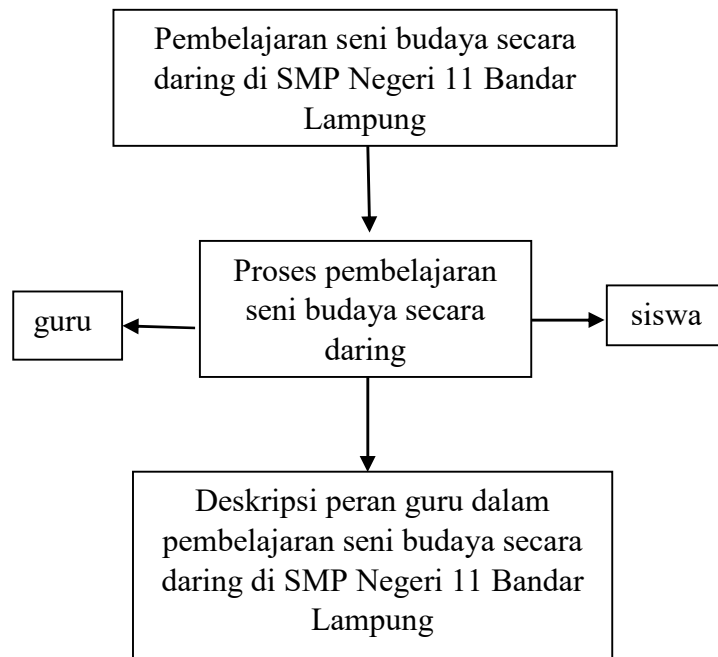 Pembelajaran seni budaya secara
daring di SMP Negeri 11 Bandar
Lampung
Proses pembelajaran
seni budaya secara
daring
guru
siswa
Deskripsi peran guru dalam
pembelajaran seni budaya secara
daring di SMP Negeri 11 Bandar
Lampung